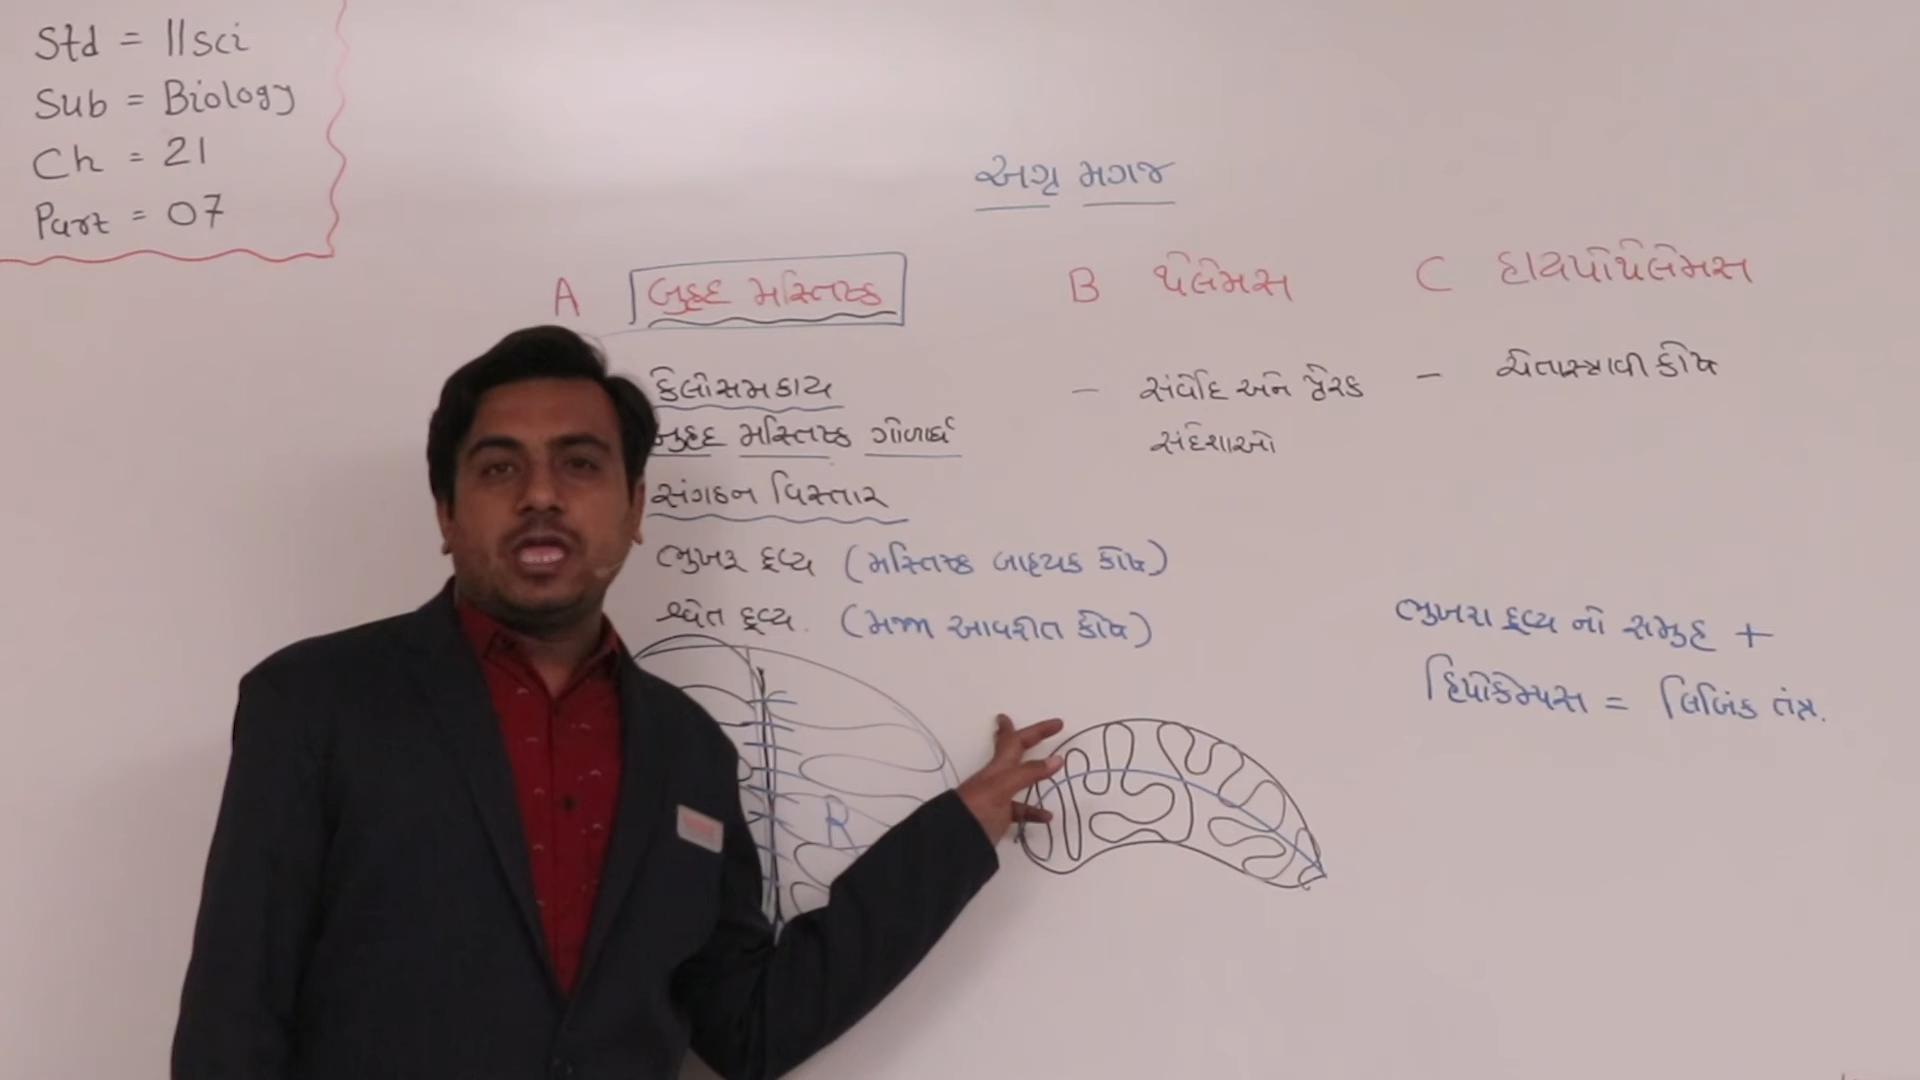 Std = 11sci
Sub = Biology
Ch = 21
Part = 07
અગ્ર મગજ
A બુહદ મસ્તિષ્ક
B થેલેમસ
C હાયપોથેલેમસ
કેલોસમકાય
બુહદ મસ્તિષ્ક ગોળાર્ધ
સંગઠન વિસ્તાર
ભુખરૂ દ્રવ્ય (મસ્તિષ્ક બાહ્યક કોષ)
શ્વેત દ્રવ્ય. (મજ્જા આવરીત કોષ)
- સંવેદિ અને પ્રેરક
સંદેશાઓ
- ચેતાસ્ત્રાવી કોષ
ભુખરા દ્રવ્ય નો સમુહ +
હિપોકેમ્પસ = લિંબિક તંત્ર.
R